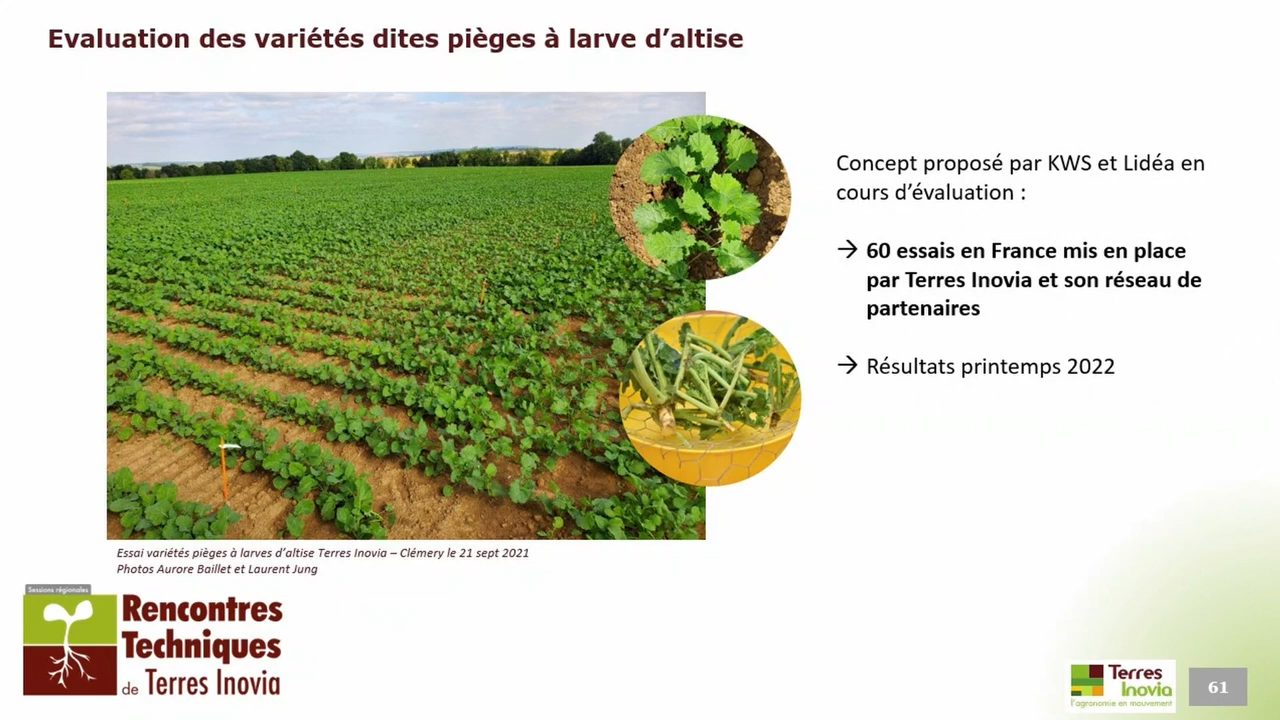 Evaluation des variétés dites pièges à larve d’altise
Concept proposé par KWS et Lidéa en
cours d’évaluation :
→ 60 essais en France mis en place
par Terres Inovia et son réseau de
partenaires
→ Résultats printemps 2022
Essai variétés pièges à larves d’altise Terres Inovia – Clémery le 21 sept 2021
Photos Aurore Baillet et Laurent Jung
Sessions régionales
Rencontres
Techniques
de Terres Inovia
Terres
Inovia
l’agronomie en mouvement
61